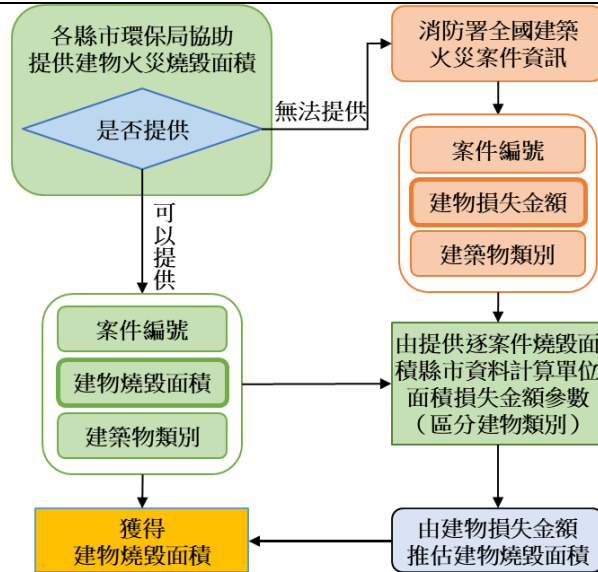 各縣市環保局協助
提供建物火災燒毀面積
是否提供
無法提供
可以提供
消防署全國建築
火災案件資訊
案件編號
建物損失金額
建築物類別
案件編號
建物燒毀面積
建築物類別
由提供逐案件燒毀面
積縣市資料計算單位
面積損失金額參數
（區分建物類別）
獲得
建物燒毀面積
由建物損失金額
推估建物燒毀面積